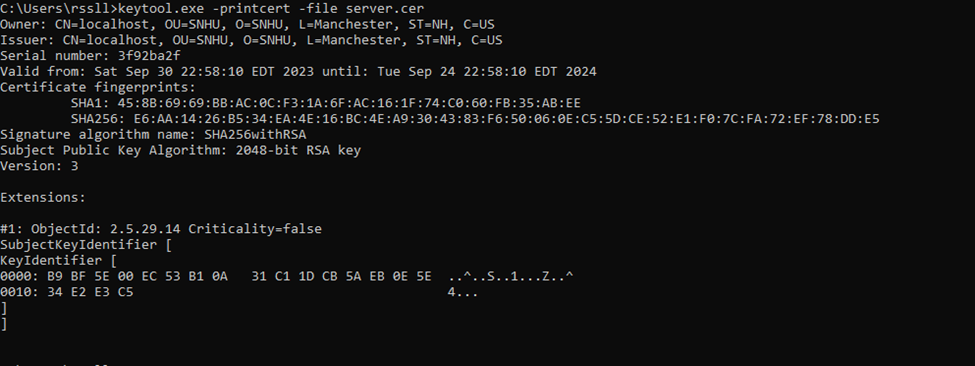 C:\Users\rssll>keytool.exe -printcert -file server.cer
Owner: CN=localhost, OU=SNHU, O=SNHU, L=Manchester, ST=NH, C=US
Issuer: CN=localhost, OU=SNHU, O=SNHU, L=Manchester, ST=NH, C=US
Serial number: 3f92ba2f
Valid from: Sat Sep 30 22:58:10 EDT 2023 until: Tue Sep 24 22:58:10 EDT 2024
Certificate fingerprints:
SHA1: 45:8B:69:69:BB:AC:0C:F3:1A:6F:AC:16:1F:74:C0:60:FB:35:AB:EE
SHA256: E6:AA:14:26:B5:34:EA:4E:16:BC:4E:A9:30:43:83:F6:50:06:0E:C5:5D:CE:52:E1:F0:7C:FA:72:EF:78:DD:E5
Signature algorithm name: SHA256withRSA
Subject Public Key Algorithm: 2048-bit RSA key
Version: 3
Extensions:
#1: ObjectId: 2.5.29.14 Criticality=false
SubjectKeyIdentifier [
KeyIdentifier [
0000: B9 BF 5E 00 EC 53 B1 0A   31 C1 1D CB 5A EB 0E 5E  ..^..S..1...Z..^
0010: 34 E2 E3 C5                                        4...
]
]